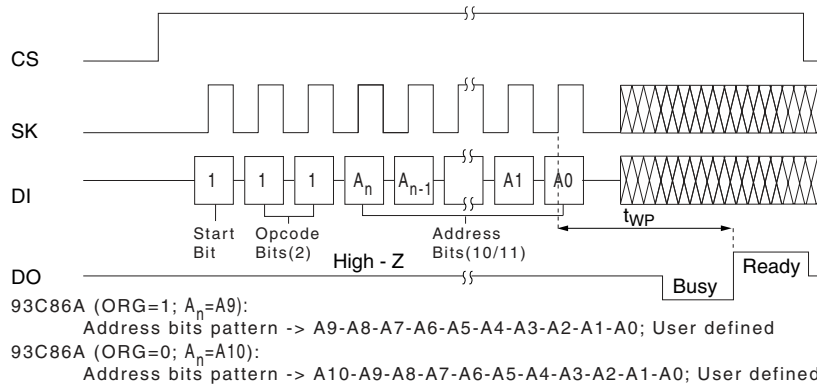 CS
SK
DI
1 1 1 An An-1 A1 A0
Start Bit
Opcode Bits(2)
Address Bits(10/11)
tWP
DO
High - Z
Busy
Ready
93C86A (ORG=1; An=A9):
Address bits pattern -> A9-A8-A7-A6-A5-A4-A3-A2-A1-A0; User defined
93C86A (ORG=0; An=A10):
Address bits pattern -> A10-A9-A8-A7-A6-A5-A4-A3-A2-A1-A0; User defined